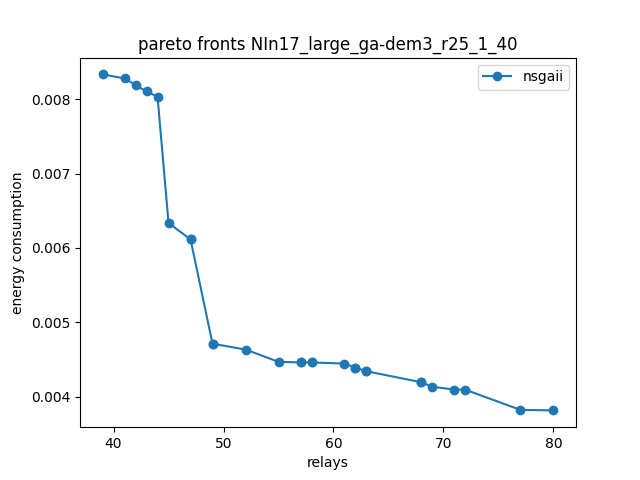 pareto fronts NIn17_large_ga-dem3_r25_1_40
nsgaii
0.008
0.007
0.006
0.005
0.004
energy consumption
40 50 60 70 80
relays